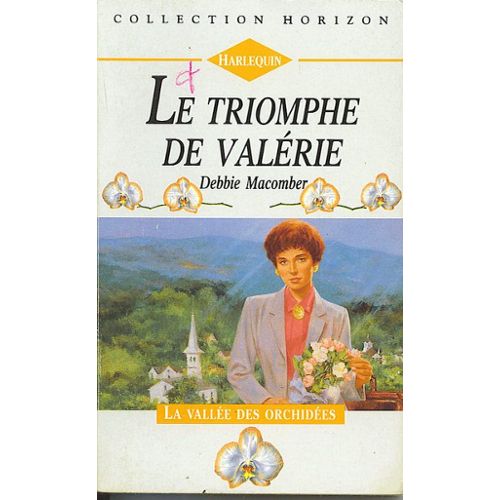 COLLECTION HORIZON
HARLEQUIN
LE TRIOMPHE
DE VALÉRIE
Debbie Macomber
LA VALLÉE DES ORCHIDÉES